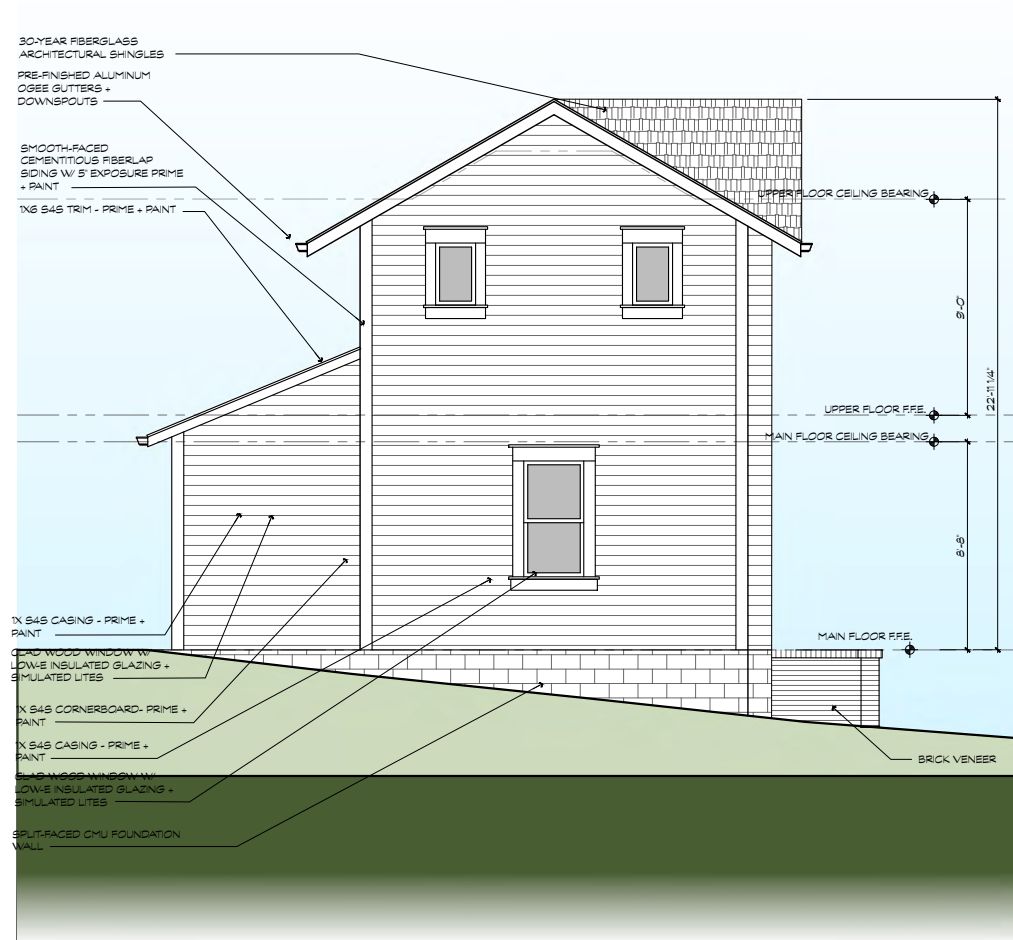 30-YEAR FIBERGLASS
ARCHITECTURAL SHINGLES
PRE-FINISHED ALUMINUM
OGEE GUTTERS +
DOWNSPOUTS
SMOOTH-FACED
CEMENTITIOUS FIBERLAP
SIDING W/ 5" EXPOSURE PRIME
+ PAINT
1X6 S4S TRIM - PRIME + PAINT
UPPER FLOOR CEILING BEARING
9'-0"
22'-11 1/4"
UPPER FLOOR F.F.E.
MAIN FLOOR CEILING BEARING
8'-8"
MAIN FLOOR F.F.E.
1X S4S CASING - PRIME +
PAINT
CLAD WOOD WINDOW W/
LOW-E INSULATED GLAZING +
SIMULATED LITES
1X S4S CORNERBOARD- PRIME +
PAINT
1X S4S CASING - PRIME +
PAINT
CLAD WOOD WINDOW W/
LOW-E INSULATED GLAZING +
SIMULATED LITES
SPLIT-FACED CMU FOUNDATION
WALL
BRICK VENEER